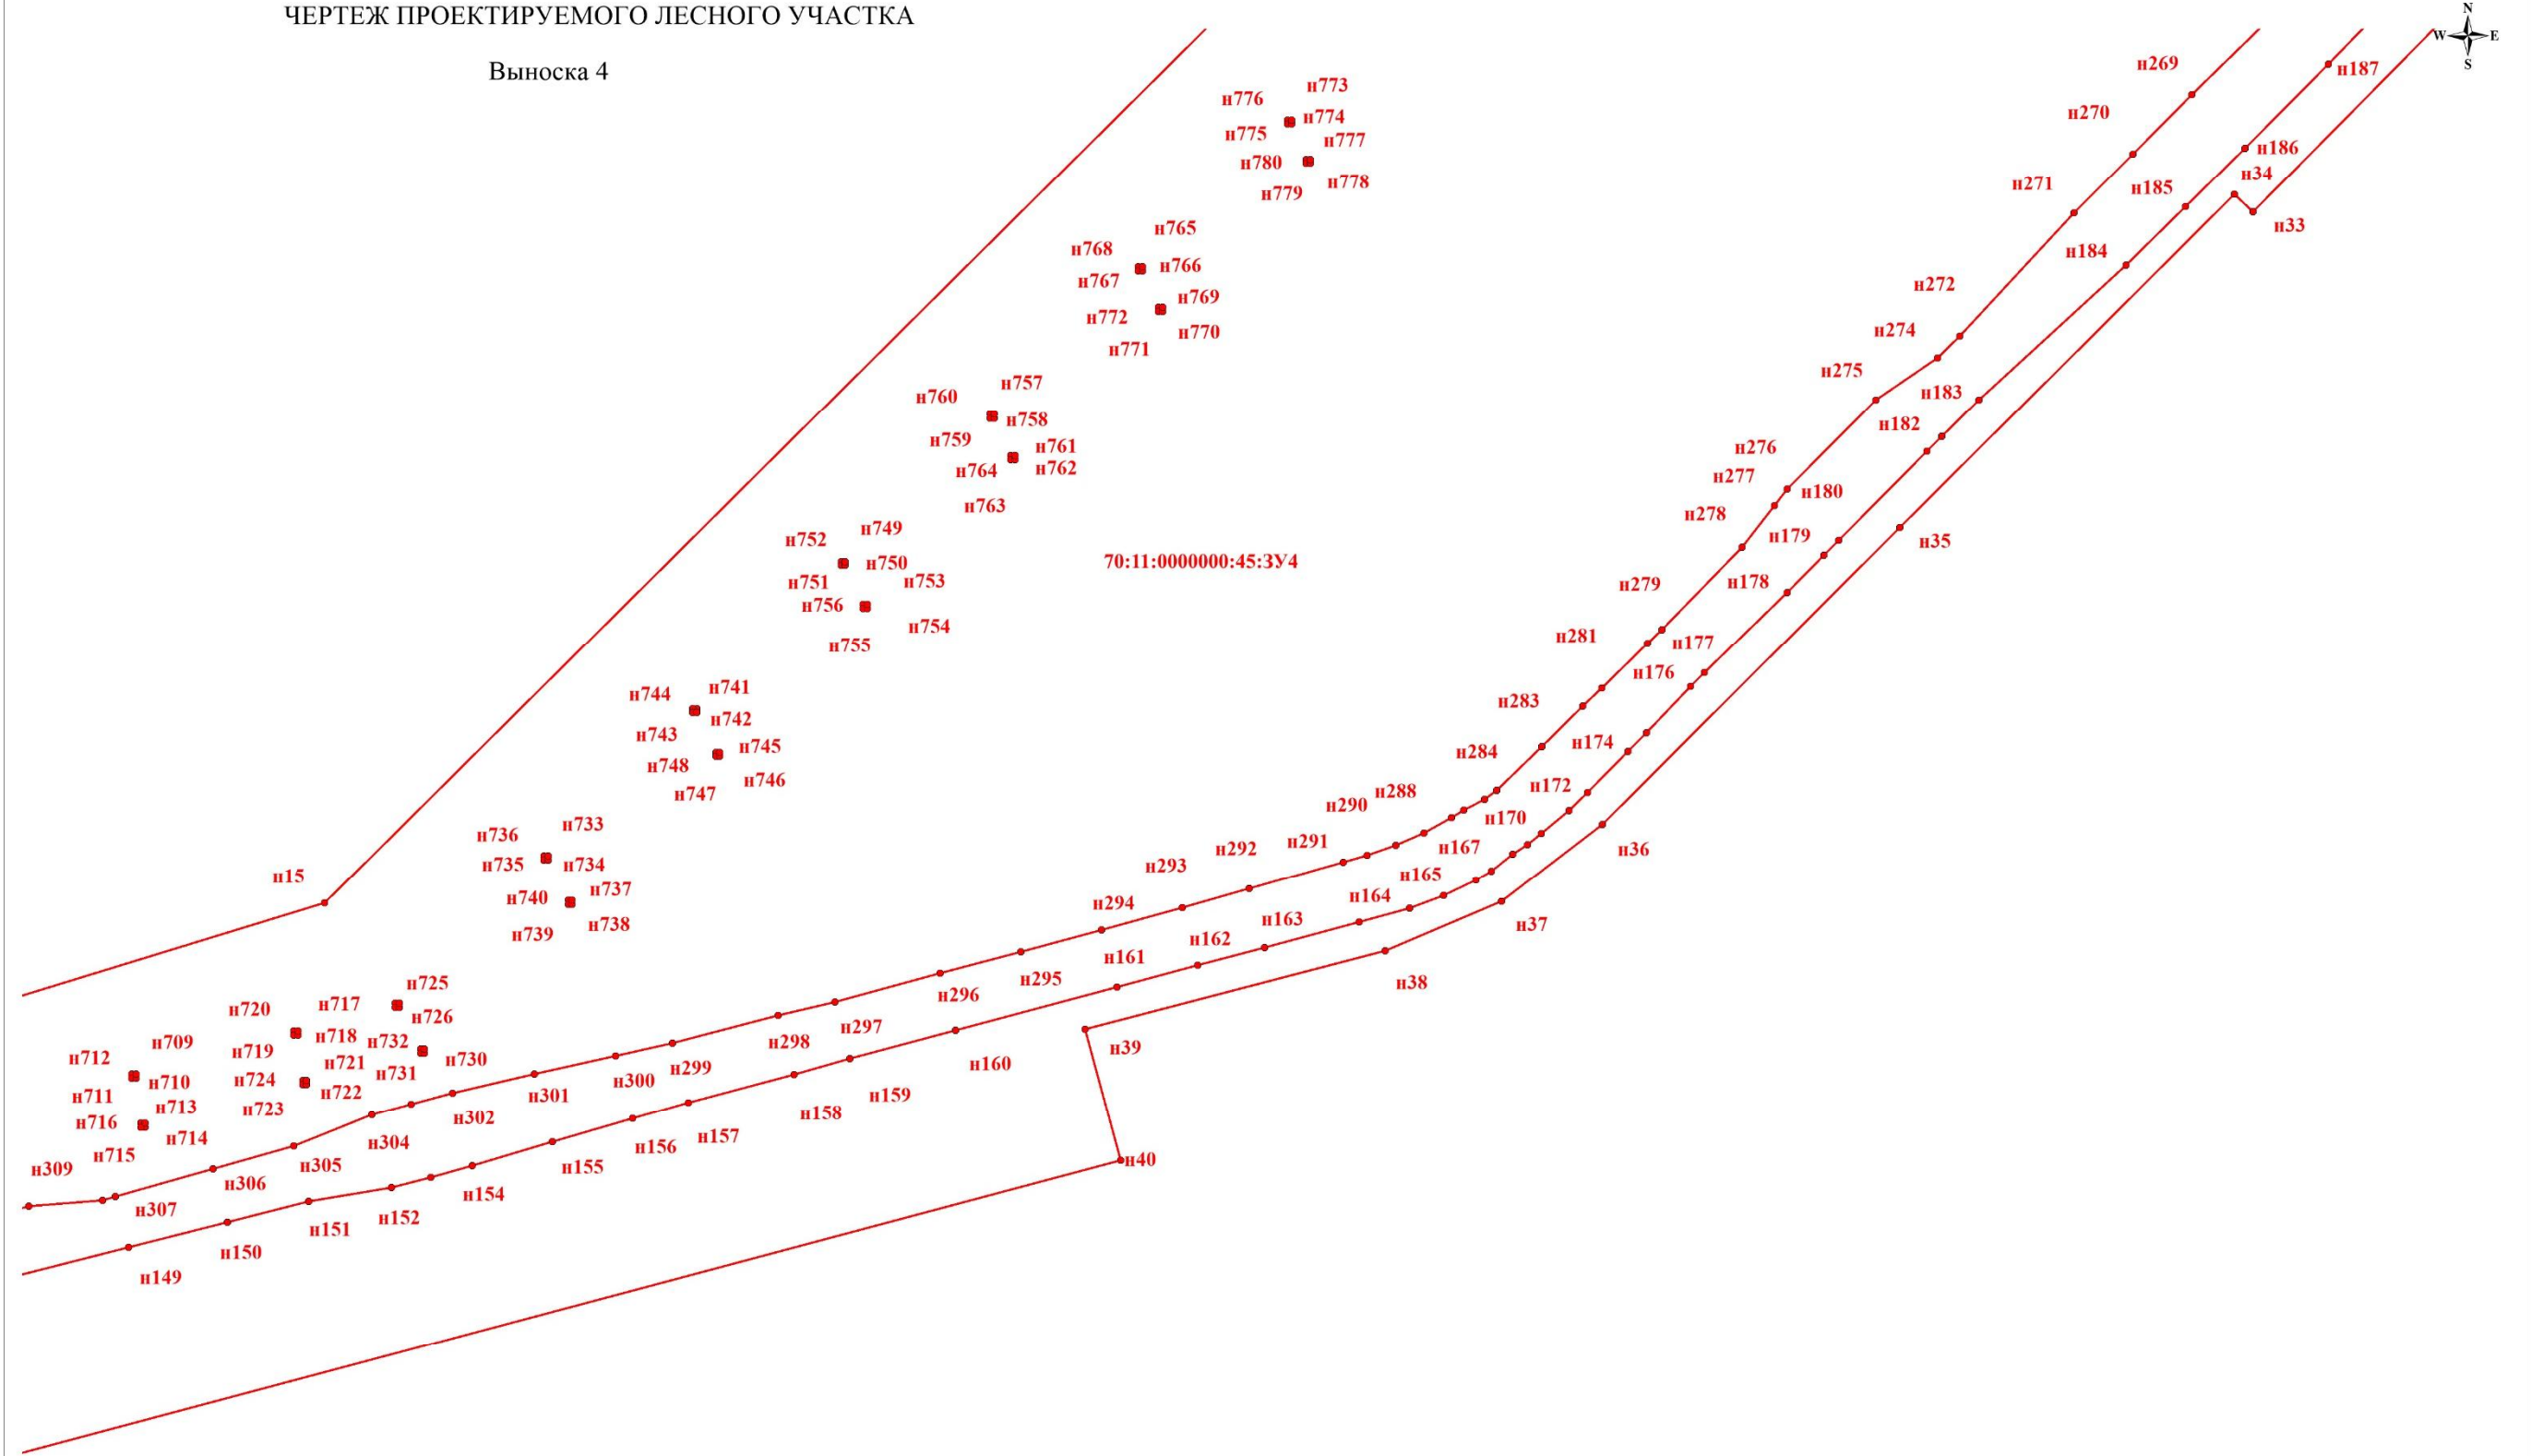 ЧЕРТЕЖ ПРОЕКТИРУЕМОГО ЛЕСНОГО УЧАСТКА
N
W E
S
Выноска 4
н269
н187
н773
н776
н774
н270
н775
н777
н186
н780
н34
н778
н271
н185
н779
н33
н765
н768
н184
н766
н767
н272
н769
н772
н274
н770
н771
н275
н757
н183
н760
н758
н182
н759
н761
н276
н762
н764
н277
н180
н763
н278
н749
н179
н752
н35
н750
70:11:0000000:45:ЗУ4
н751
н753
н178
н279
н756
н754
н281
н755
н177
н176
н741
н744
н283
н742
н743
н174
н745
н284
н748
н746
н172
н747
н288
н290
н733
н170
н736
н291
н292
н167
н36
н735
н734
н293
н15
н165
н737
н164
н740
н294
н163
н738
н37
н739
н162
н161
н295
н725
н38
н296
н717
н720
н726
н297
н718
н732
н298
н709
н39
н719
н712
н730
н721
н160
н299
н731
н724
н300
н710
н722
н159
н301
н711
н713
н723
н158
н302
н716
н714
н157
н304
н156
н715
н40
н305
н155
н309
н306
н154
н307
н152
н151
н150
н149